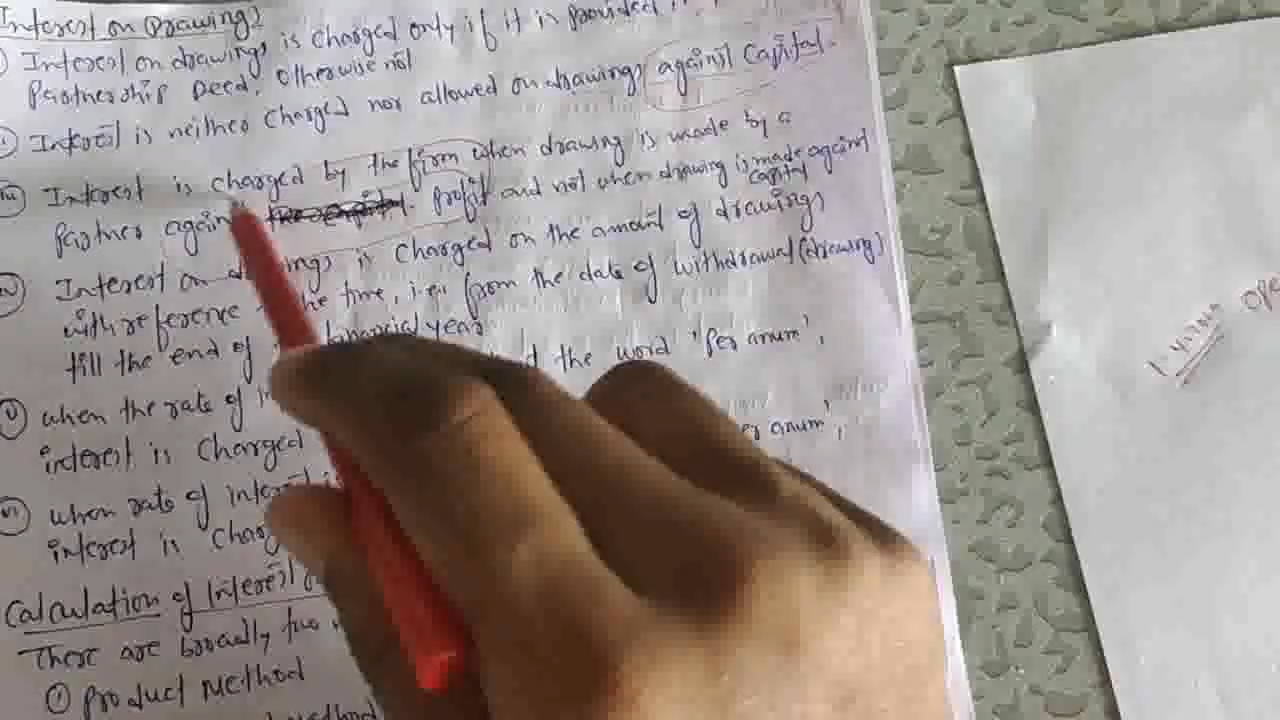 Interest on Drawings
Interest on drawings is charged only if it is provided
Partnership Deed, otherwise not
Interest is neither charged nor allowed on drawings against capital.
iii Interest is charged by the firm when drawing is made by a
Partner against profit and not when drawing is made against
capital
Interest on drawings is charged on the amount of drawings
with reference the time, i.e. from the date of withdrawal (drawing)
till the end of financial year
when the rate of the word 'Per anum',
interest is charged
when rate of interest per anum',
interest is
Calculation of Interest
There are broadly two
① Product Method
Method